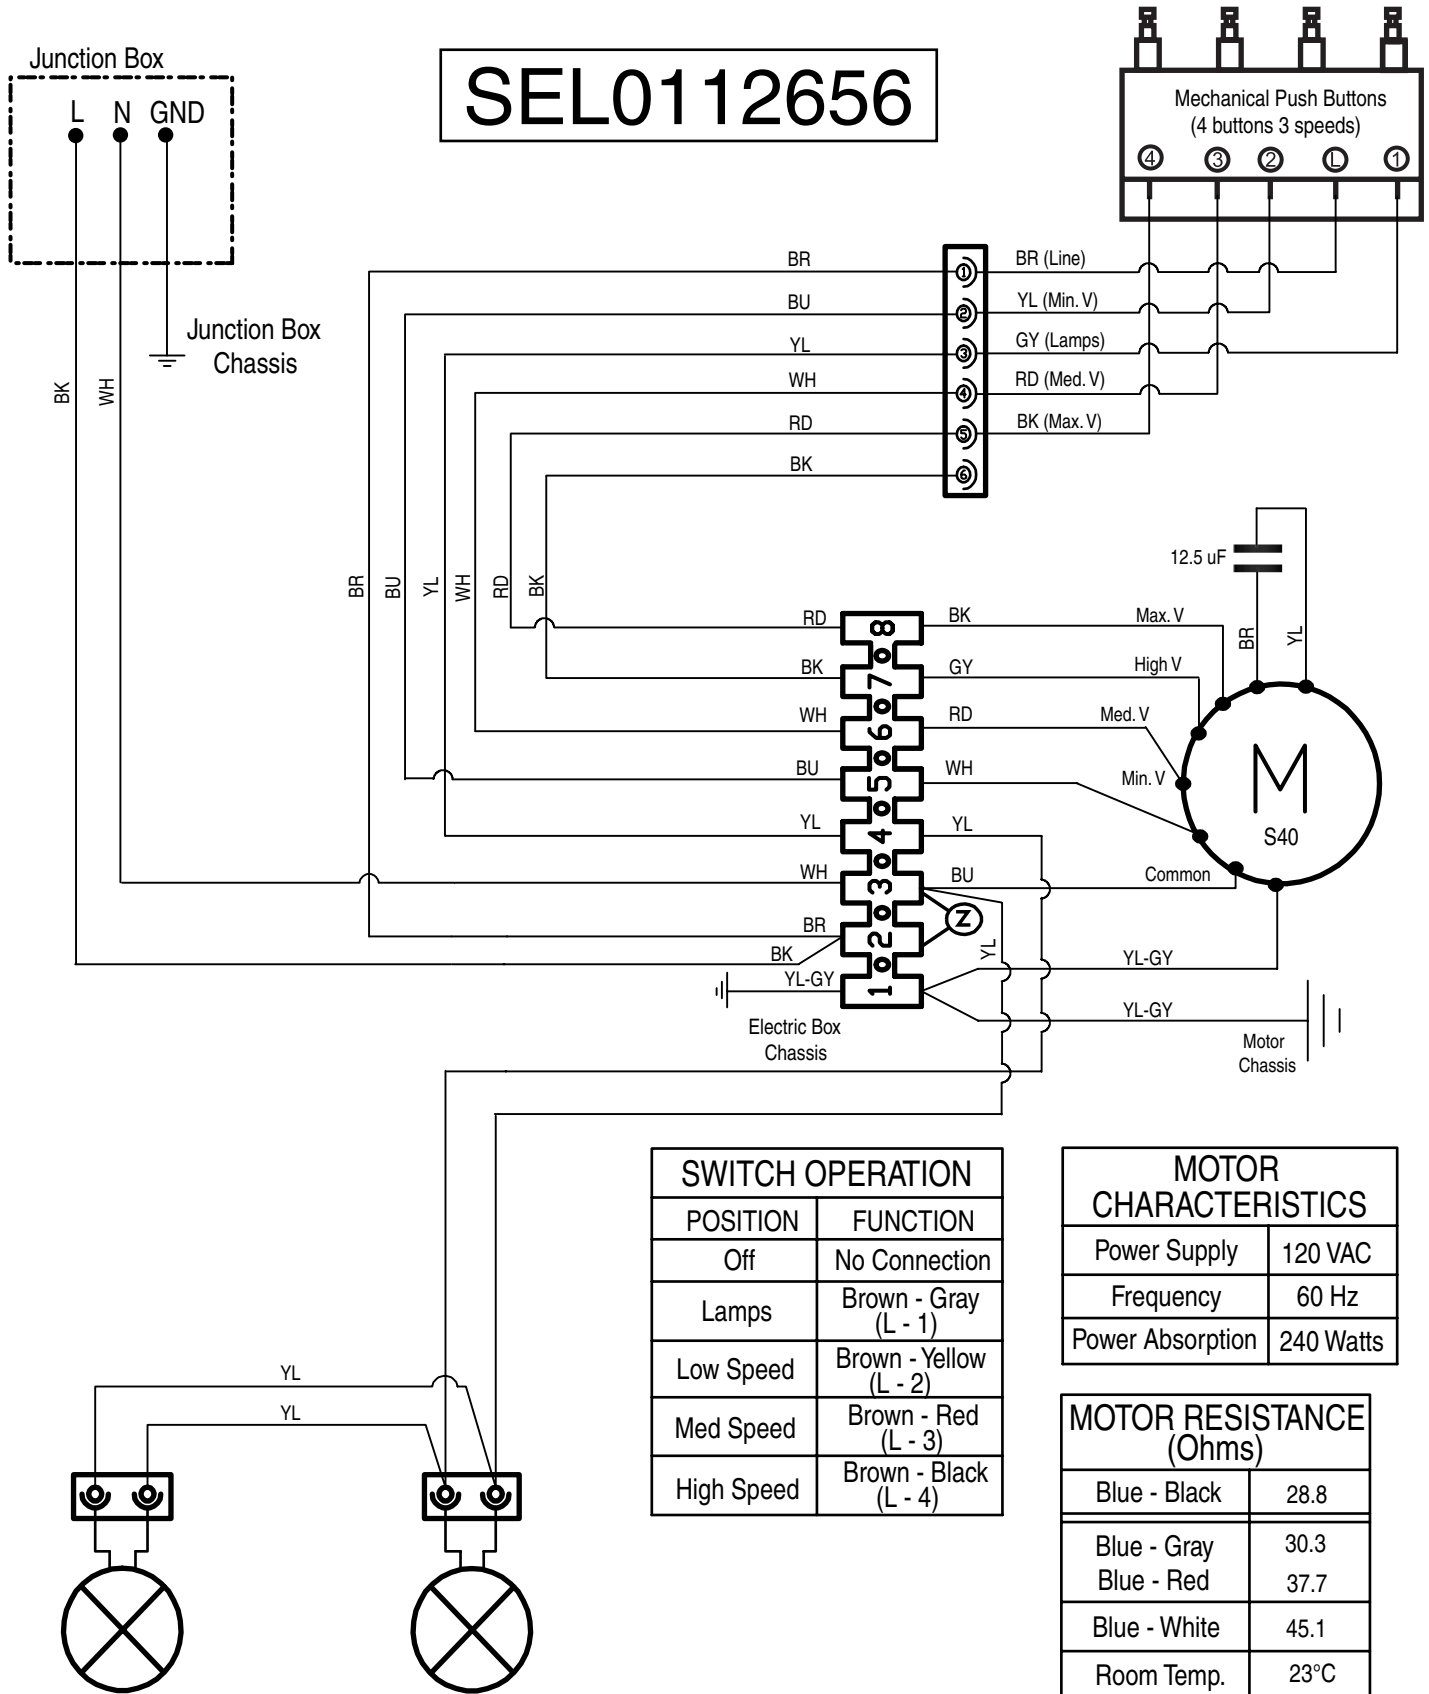 Junction Box
L N GND
SEL0112656
Mechanical Push Buttons
(4 buttons 3 speeds)
4 3 2 L 1
Junction Box
Chassis
BK
WH
BR
BU
YL
WH
RD
BK
1
2
3
4
5
6
BR (Line)
YL (Min. V)
GY (Lamps)
RD (Med. V)
BK (Max. V)
BR
BU
YL
WH
RD
BK
12.5 uF
BR
YL
RD 8 BK Max. V
BK 7 GY High V
WH 6 RD Med. V
BU 5 WH Min. V
YL 4 YL
WH 3 BU Common
BR 2 Z
BK
YL
YL-GY 1 YL-GY
YL-GY
M
S40
Electric Box
Chassis
Motor
Chassis
SWITCH OPERATION
POSITION FUNCTION
Off No Connection
Lamps Brown - Gray
(L - 1)
Low Speed Brown - Yellow
(L - 2)
Med Speed Brown - Red
(L - 3)
High Speed Brown - Black
(L - 4)
MOTOR
CHARACTERISTICS
Power Supply 120 VAC
Frequency 60 Hz
Power Absorption 240 Watts
MOTOR RESISTANCE
(Ohms)
Blue - Black 28.8
Blue - Gray 30.3
Blue - Red 37.7
Blue - White 45.1
Room Temp. 23°C
YL
YL